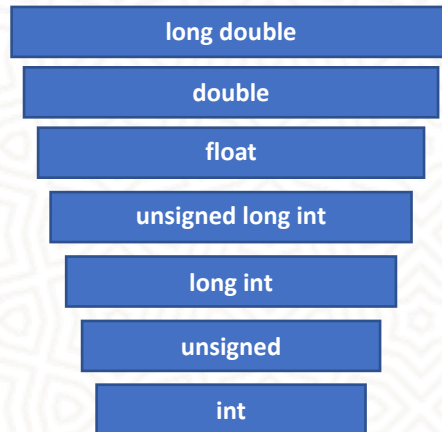 long double
double
float
unsigned long int
long int
unsigned
int